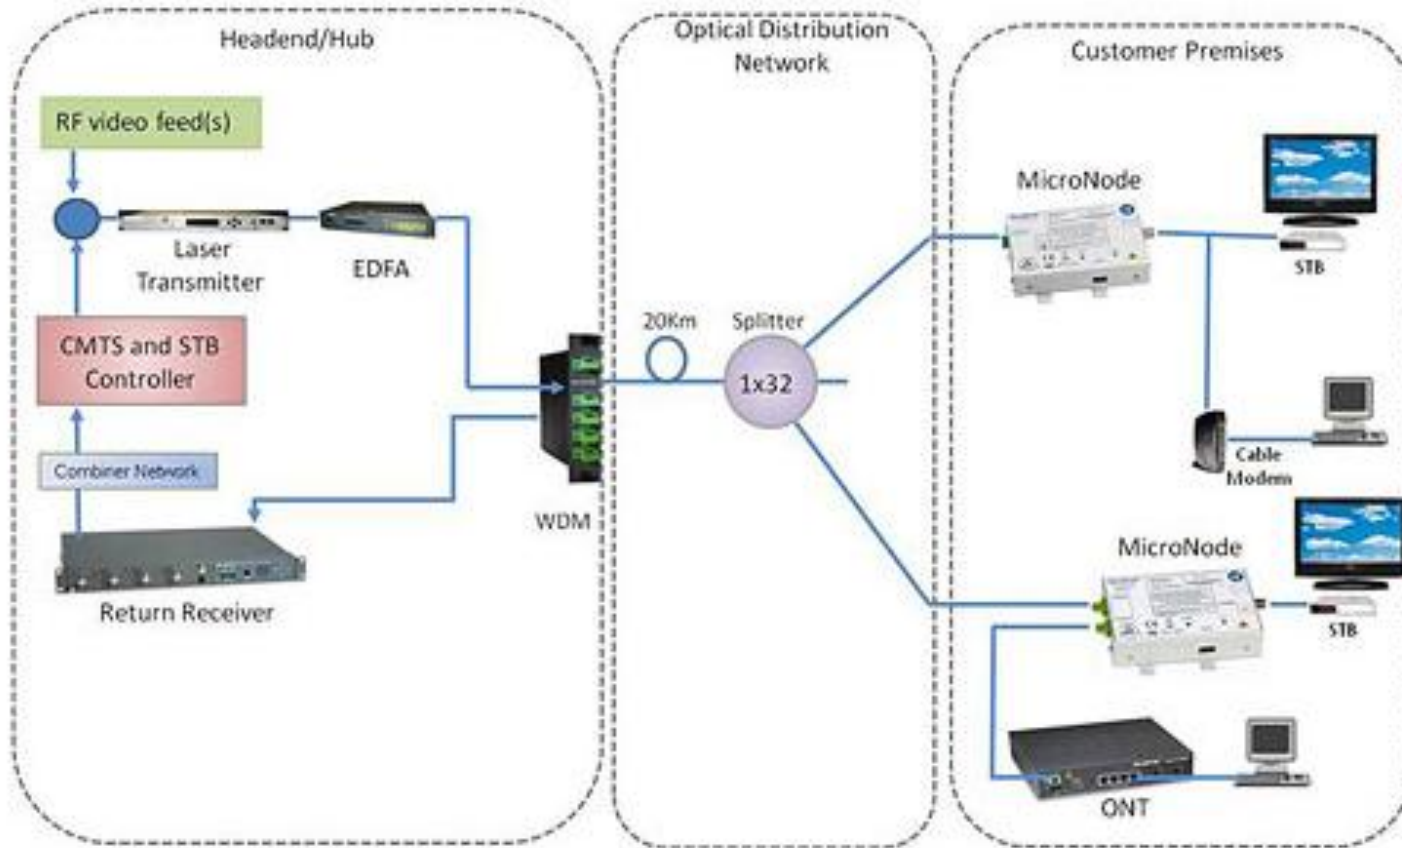 Headend/Hub
RF video feed(s)
Laser
Transmitter
EDFA
CMTS and STB
Controller
Combiner Network
Return Receiver
WDM
Optical Distribution
Network
20Km
Splitter
1x32
Customer Premises
MicroNode
STB
Cable
Modem
MicroNode
STB
ONT